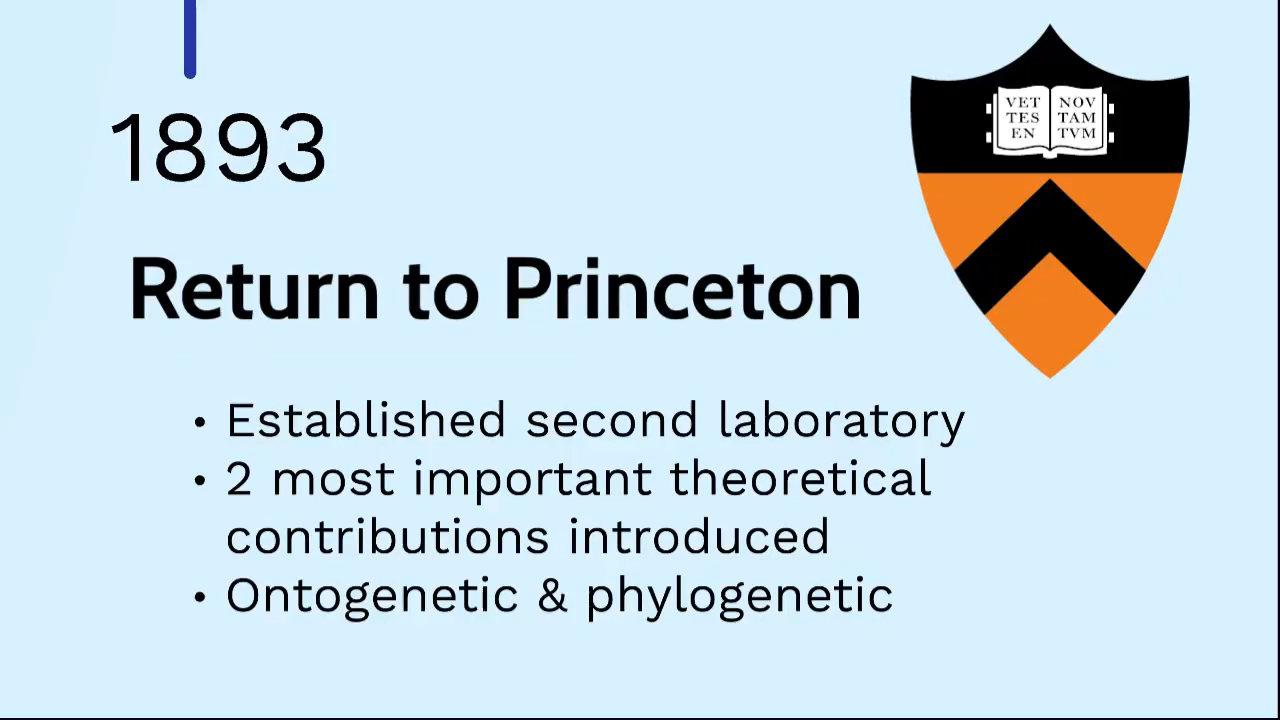 1893
VET NOV
TES TAM
EN TVM
Return to Princeton
• Established second laboratory
• 2 most important theoretical
contributions introduced
• Ontogenetic & phylogenetic